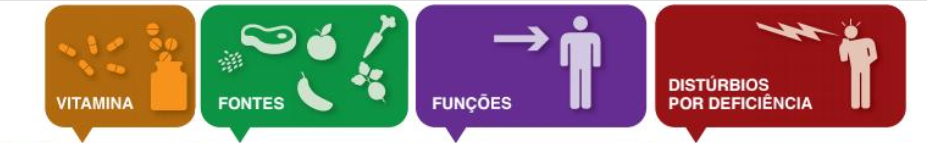 VITAMINA
FONTES
FUNÇÕES
DISTÚRBIOS
POR DEFICIÊNCIA